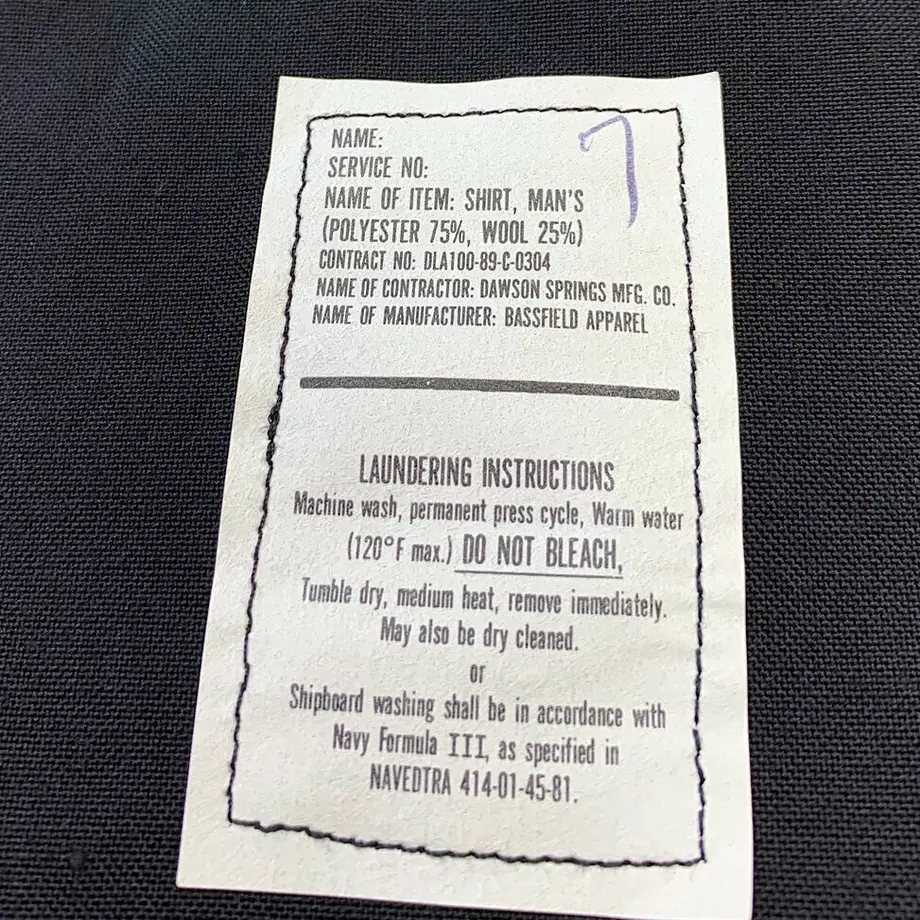 7
NAME:
SERVICE NO:
NAME OF ITEM: SHIRT, MAN'S
(POLYESTER 75%, WOOL 25%)
CONTRACT NO: DLA100-89-C-0304
NAME OF CONTRACTOR: DAWSON SPRINGS MFG. CO.
NAME OF MANUFACTURER: BASSFIELD APPAREL
LAUNDERING INSTRUCTIONS
Machine wash, permanent press cycle, Warm water
(120°F max.) DO NOT BLEACH,
Tumble dry, medium heat, remove immediately.
May also be dry cleaned.
or
Shipboard washing shall be in accordance with
Navy Formula III, as specified in
NAVEDTRA 414-01-45-81.